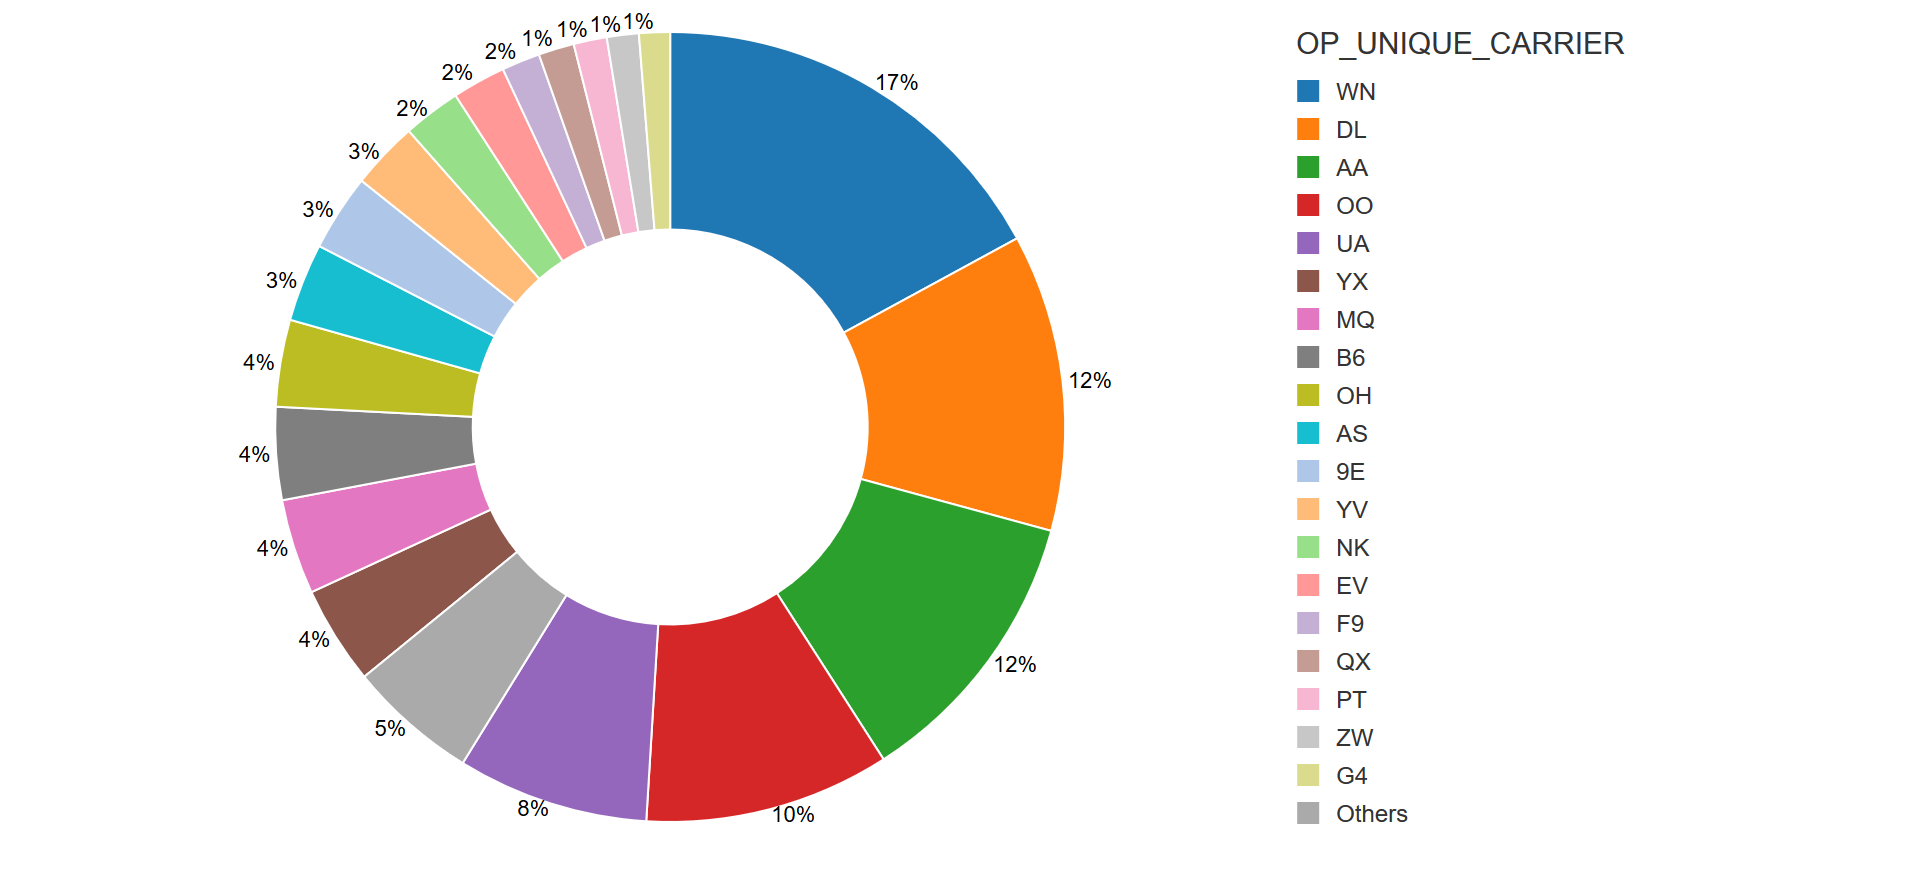 1%
1%
1%
1%
2%
2%
2%
3%
3%
3%
4%
4%
4%
4%
5%
8%
10%
12%
12%
17%
OP_UNIQUE_CARRIER
WN
DL
AA
OO
UA
YX
MQ
B6
OH
AS
9E
YV
NK
EV
F9
QX
PT
ZW
G4
Others